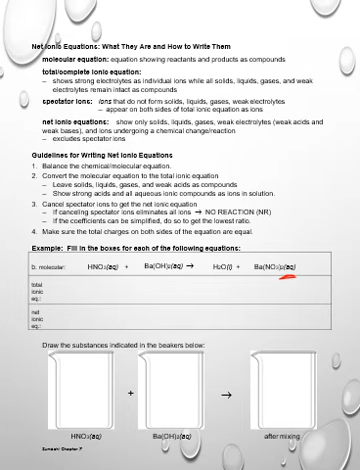 Net Ionic Equations: What They Are and How to Write Them
molecular equation: equation showing reactants and products as compounds
total/complete ionic equation:
– shows strong electrolytes as individual ions while all solids, liquids, gases, and weak
electrolytes remain intact as compounds
spectator ions: ions that do not form solids, liquids, gases, weak electrolytes
– appear on both sides of total ionic equation as ions
net ionic equations: show only solids, liquids, gases, weak electrolytes (weak acids and
weak bases), and ions undergoing a chemical change/reaction
– excludes spectator ions
Guidelines for Writing Net Ionic Equations
1. Balance the chemical/molecular equation.
2. Convert the molecular equation to the total ionic equation
– Leave solids, liquids, gases, and weak acids as compounds
– Show strong acids and all aqueous ionic compounds as ions in solution.
3. Cancel spectator ions to get the net ionic equation
– If canceling spectator ions eliminates all ions → NO REACTION (NR)
– If the coefficients can be simplified, do so to get the lowest ratio.
4. Make sure the total charges on both sides of the equation are equal.
Example: Fill in the boxes for each of the following equations:
b. molecular: HNO₃(aq) + Ba(OH)₂(aq) → H₂O(l) + Ba(NO₃)₂(aq)
total
ionic
eq.:
net
ionic
eq.:
Draw the substances indicated in the beakers below:
+ →
HNO₃(aq) Ba(OH)₂(aq) after mixing
Zumdahl Chapter 7